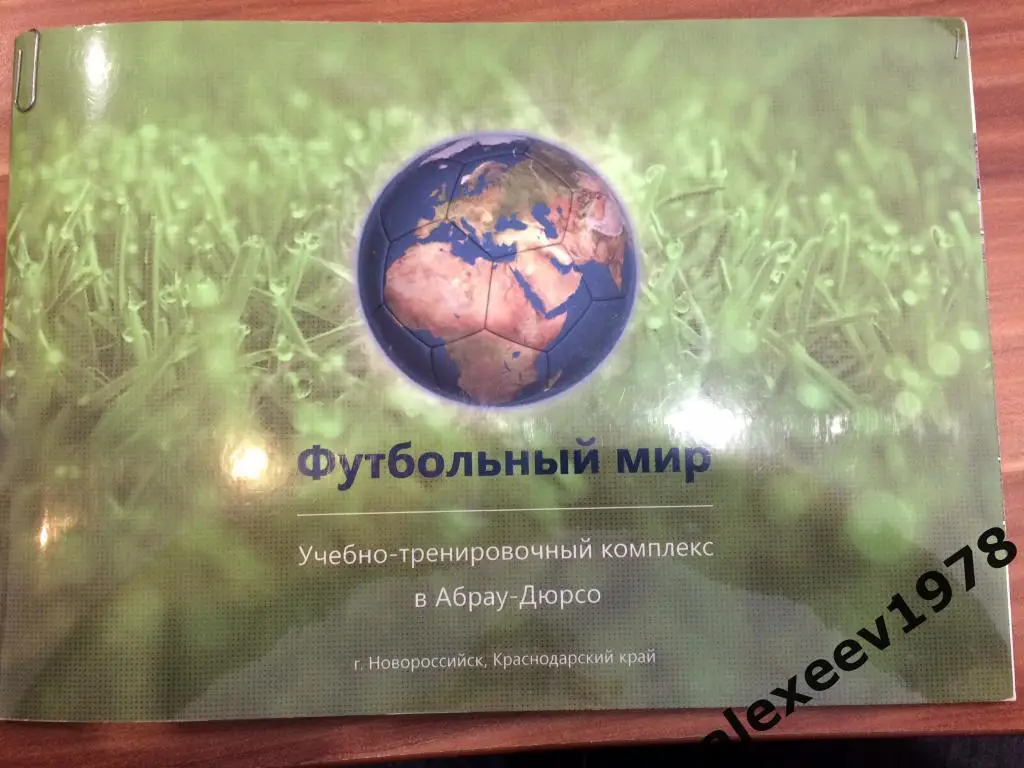 Футбольный мир
Учебно-тренировочный комплекс
в Абрау-Дюрсо
г. Новороссийск, Краснодарский край
alexeev1978